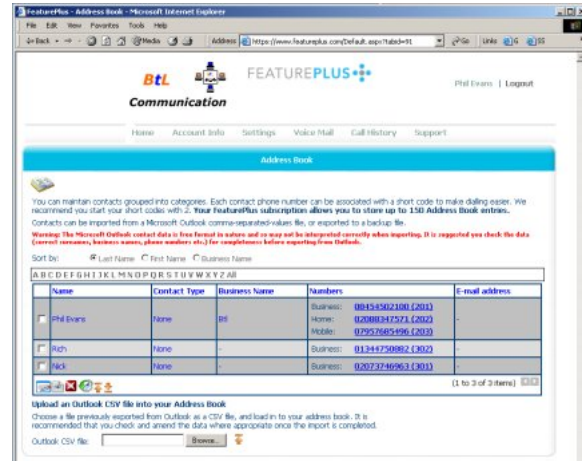 FeaturePlus - Address Book - Microsoft Internet Explorer
File Edit View Favorites Tools Help
Back Media Address https://www.featureplus.com/Default.aspx?tabid=91 Go Links
BtL
Communication
FEATUREPLUS
Phil Evans | Logout
Home Account Info Settings Voice Mail Call History Support
Address Book
You can maintain contacts grouped into categories. Each contact phone number can be associated with a short code to make dialling easier. We
recommend you start your short codes with 2. Your FeaturePlus subscription allows you to store up to 150 Address Book entries.
Contacts can be imported from a Microsoft Outlook comma-separated-values file, or exported to a backup file.
Warning: The Microsoft Outlook contact data is free format in nature and so may not be interpreted correctly when importing. It is suggested you check the data
(correct surnames, business names, phone numbers etc.) for completeness before exporting from Outlook.
Sort by: Last Name First Name Business Name
A B C D E F G H I J K L M N O P Q R S T U V W X Y Z All
Name Contact Type Business Name Numbers E-mail address
Business: 08454502100 (201)
Phil Evans None Btl Home: 02088347571 (202) -
Mobile: 07957685496 (203)
Rich None - Business: 01344750882 (302) -
Nick None - Business: 02073746963 (301) -
(1 to 3 of 3 items)
Upload an Outlook CSV file into your Address Book
Choose a file previously exported from Outlook as a CSV file, and load in to your address book. It is
recommended that you check and amend the data where appropriate once the import is completed.
Outlook CSV file: Browse...